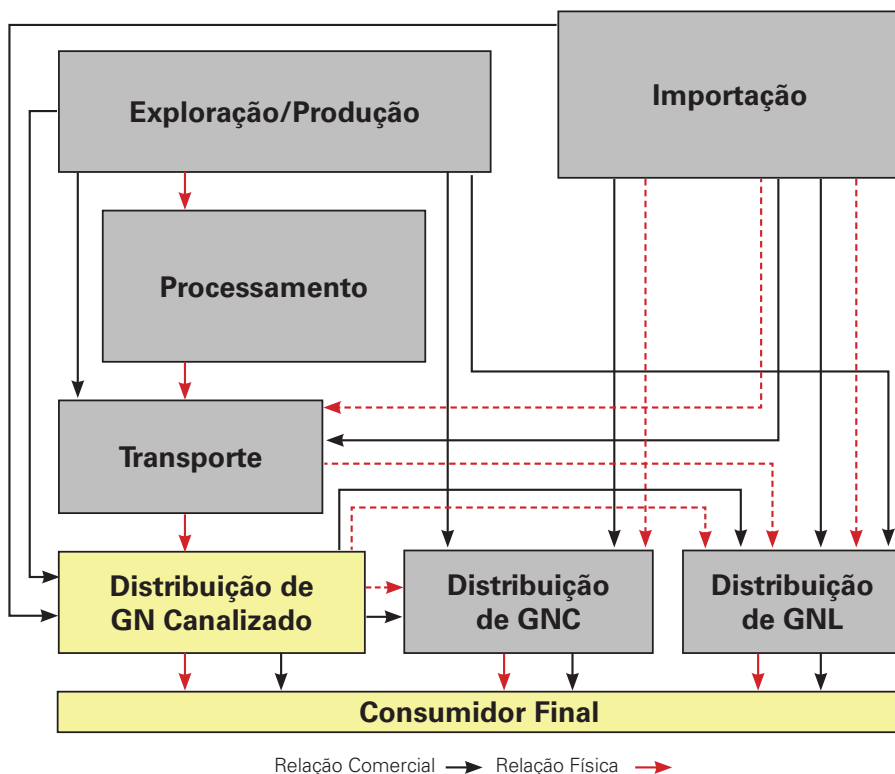 Importação
Exploração/Produção
Processamento
Transporte
Distribuição de
GN Canalizado
Distribuição
de GNC
Distribuição
de GNL
Consumidor Final
Relação Comercial Relação Física